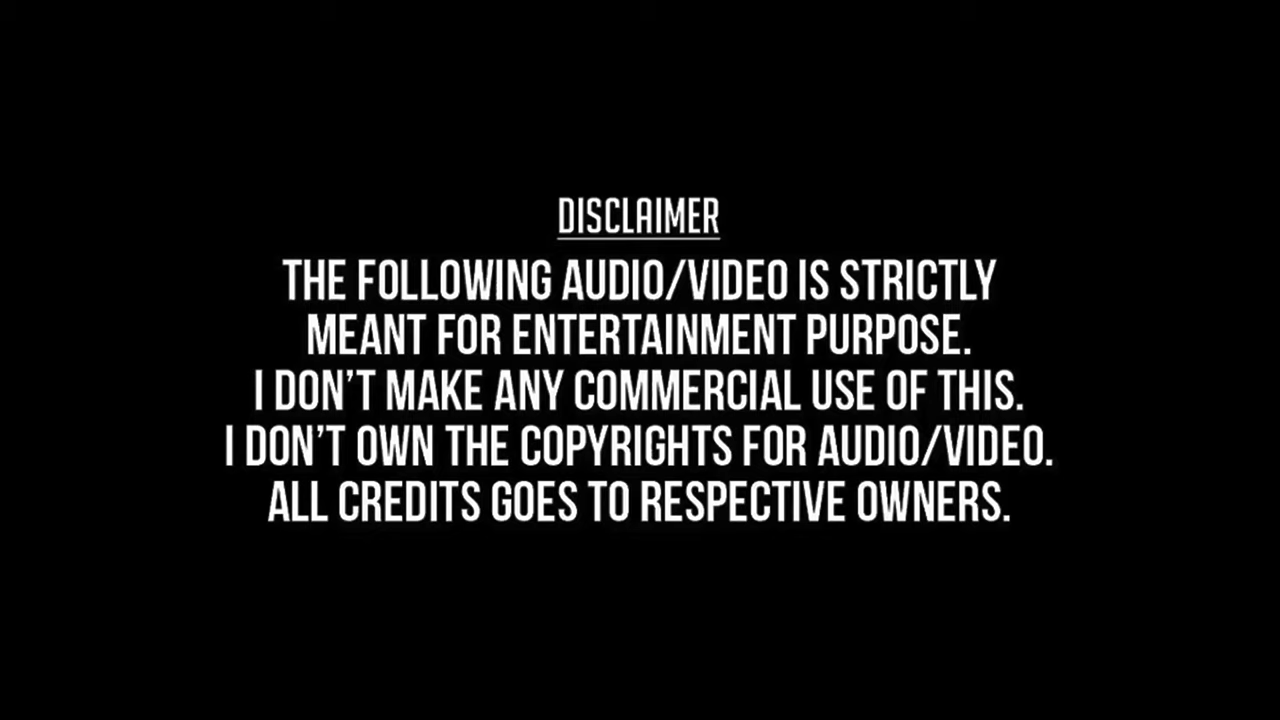 DISCLAIMER
THE FOLLOWING AUDIO/VIDEO IS STRICTLY
MEANT FOR ENTERTAINMENT PURPOSE.
I DON’T MAKE ANY COMMERCIAL USE OF THIS.
I DON’T OWN THE COPYRIGHTS FOR AUDIO/VIDEO.
ALL CREDITS GOES TO RESPECTIVE OWNERS.